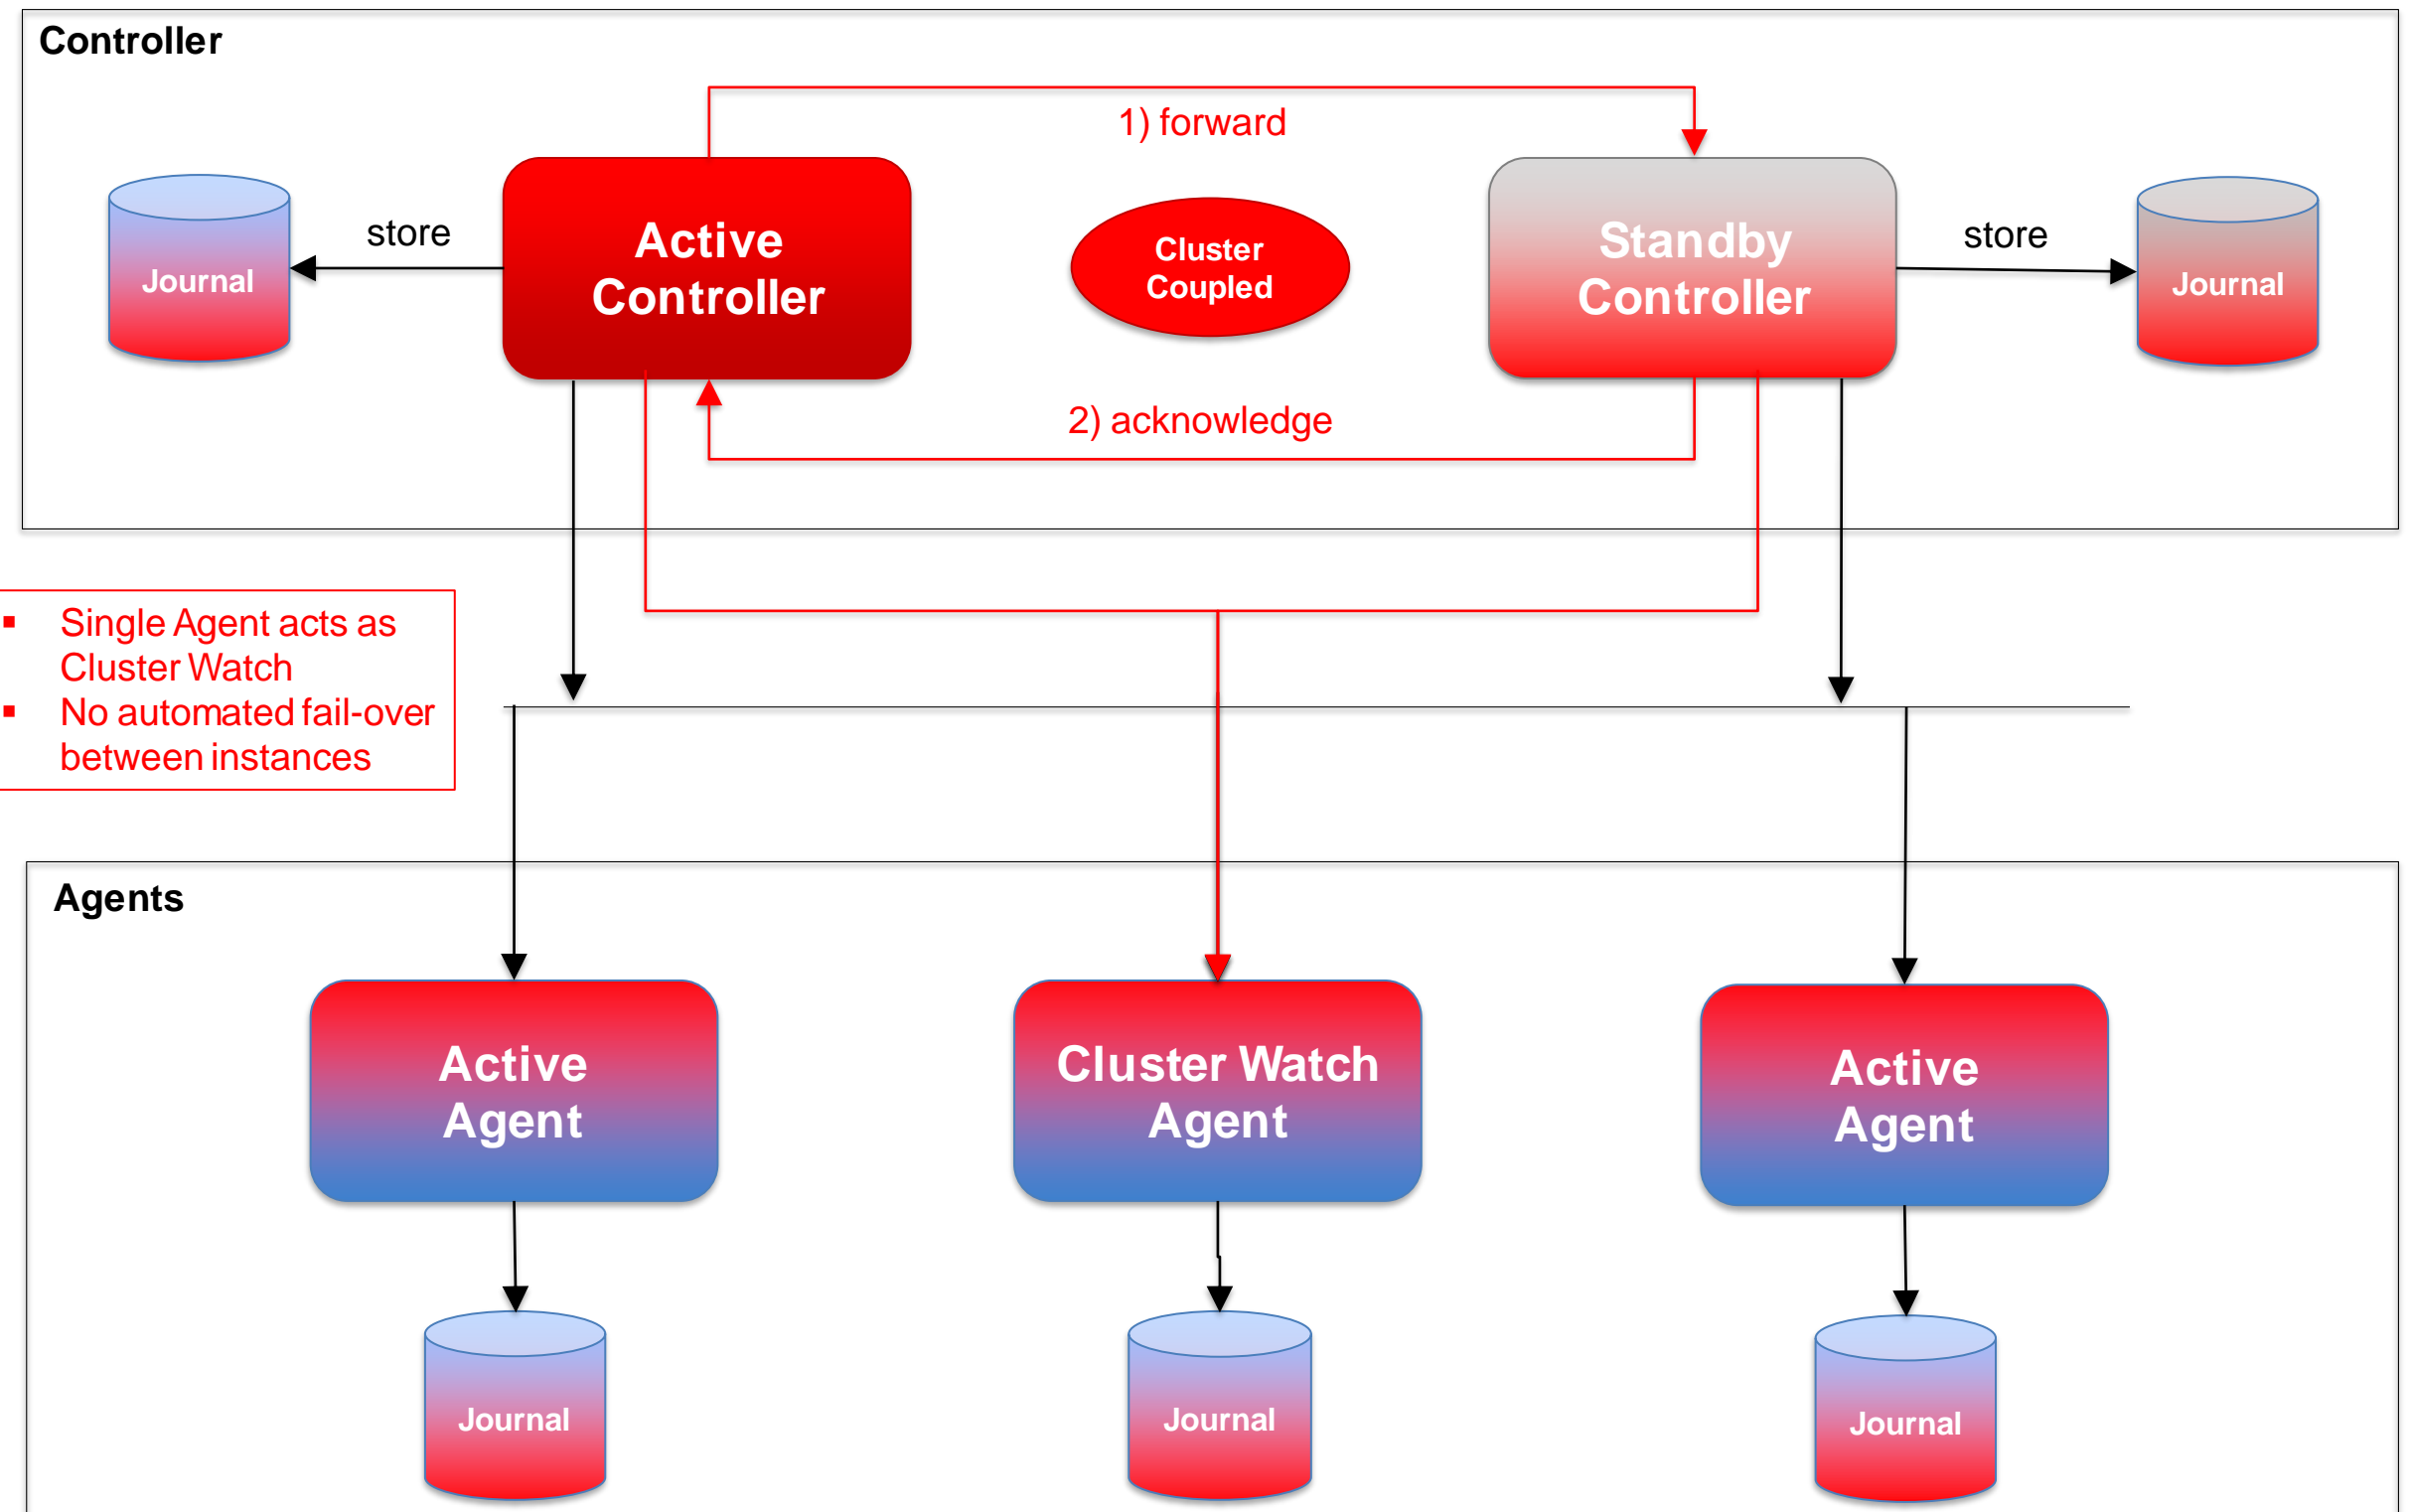 Controller
1) forward
Journal
store
Active
Controller
Cluster
Coupled
Standby
Controller
store
Journal
2) acknowledge
▪ Single Agent acts as
Cluster Watch
▪ No automated fail-over
between instances
Agents
Active
Agent
Cluster Watch
Agent
Active
Agent
Journal
Journal
Journal